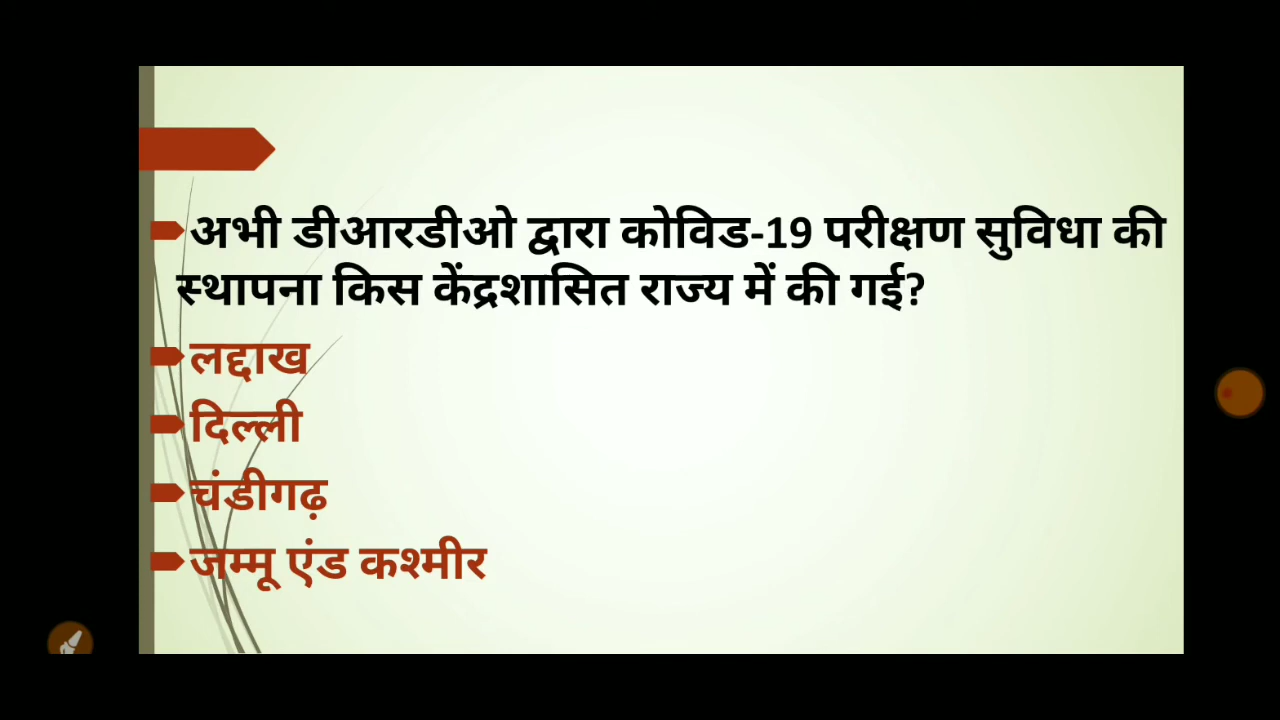 अभी डीआरडीओ द्वारा कोविड-19 परीक्षण सुविधा की
स्थापना किस केंद्रशासित राज्य में की गई?
लद्दाख
दिल्ली
चंडीगढ़
जम्मू एंड कश्मीर